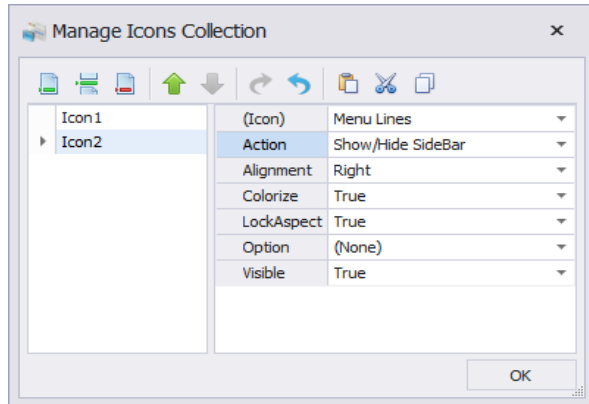 Manage Icons Collection
Icon1
Icon2
(Icon) Menu Lines
Action Show/Hide SideBar
Alignment Right
Colorize True
LockAspect True
Option (None)
Visible True
OK